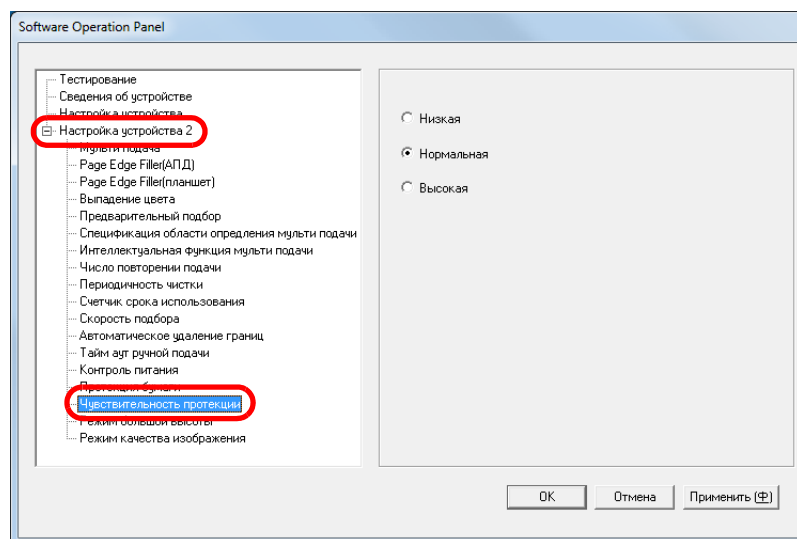 Software Operation Panel
Тестирование
Сведения об устройстве
Настройка устройства
Настройка устройства 2
Мульти подача
Page Edge Filler(АПД)
Page Edge Filler(планшет)
Выпадение цвета
Предварительный подбор
Спецификация области опредления мульти подачи
Интеллектуальная функция мульти подачи
Число повторении подачи
Периодичность чистки
Счетчик срока использования
Скорость подбора
Автоматическое удаление границ
Тайм аут ручной подачи
Контроль питания
Протекция бумаги
Чувствительность протекции
Режим большой высоты
Режим качества изображения
Низкая
Нормальная
Высокая
OK
Отмена
Применить (Ф)